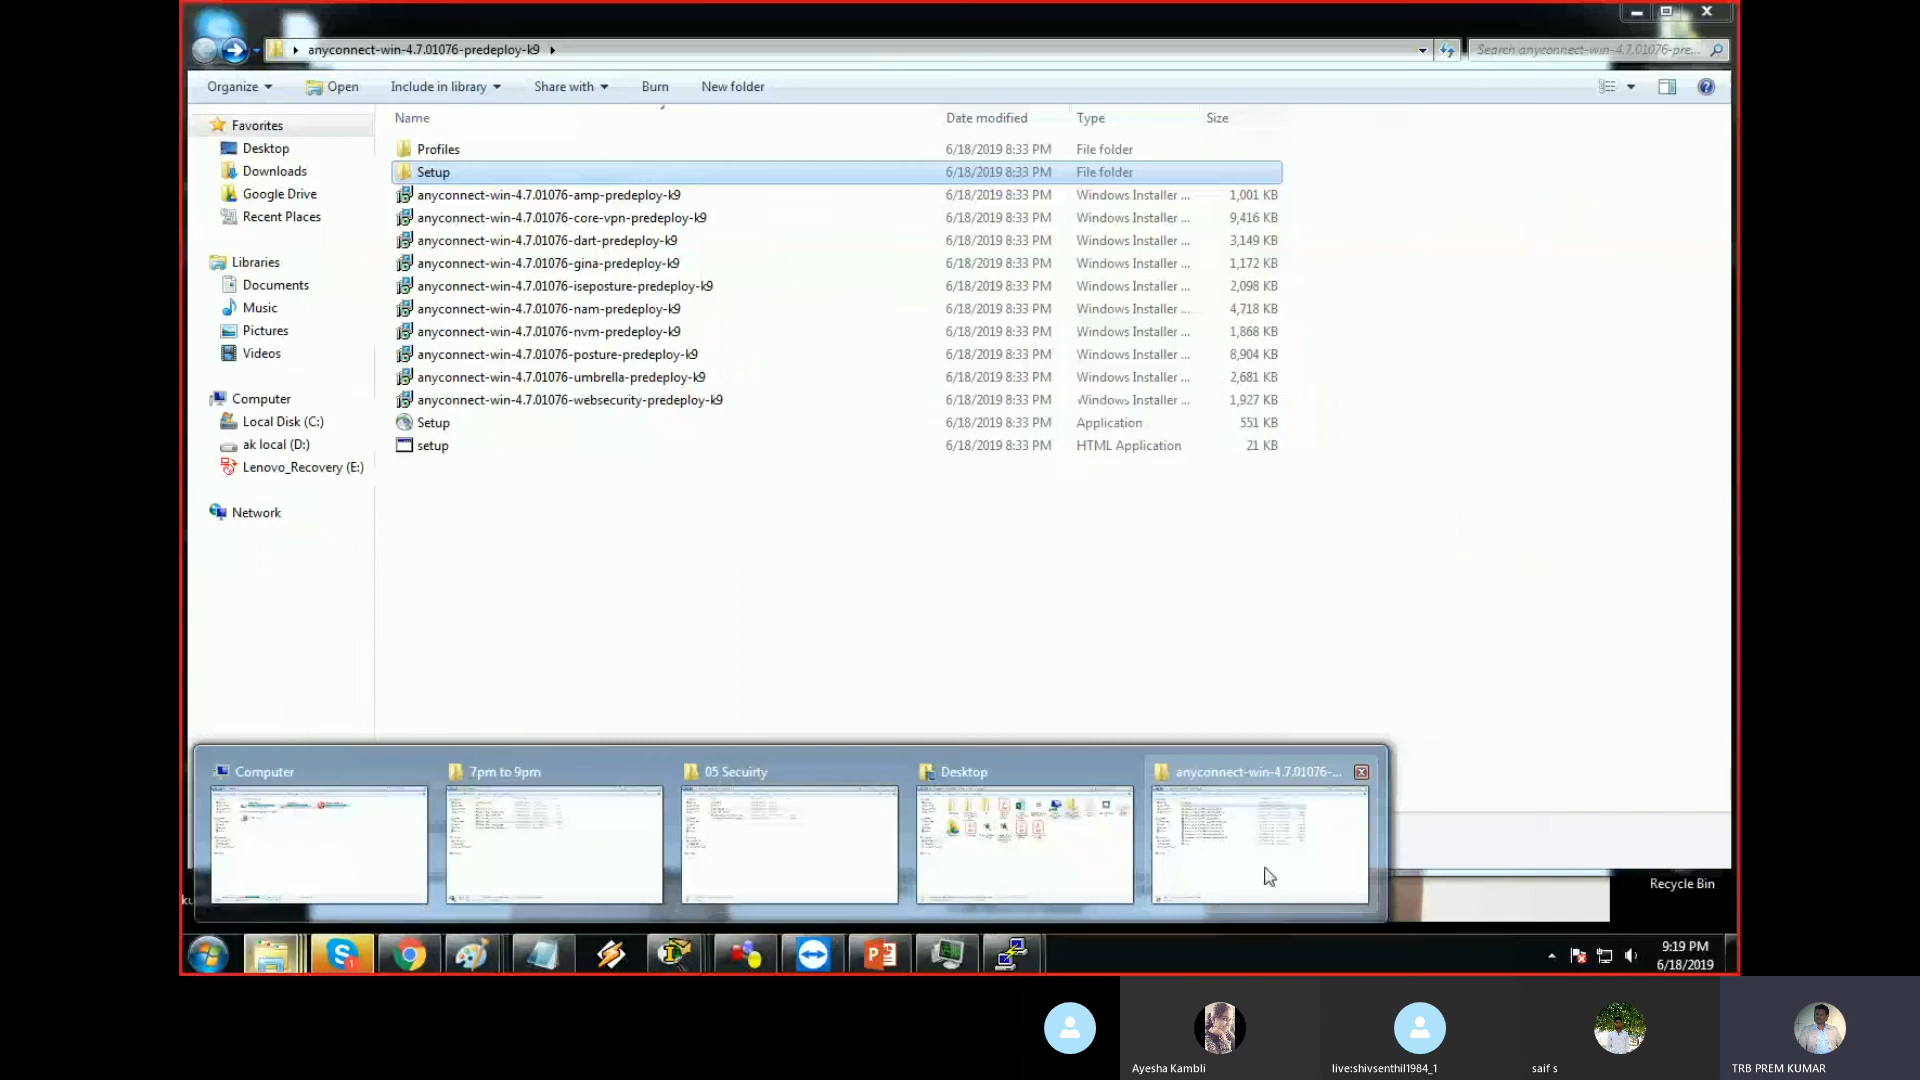 anyconnect-win-4.7.01076-predeploy-k9
Search anyconnect-win-4.7.01076-pre...
Organize
Open
Include in library
Share with
Burn
New folder
Favorites
Desktop
Downloads
Google Drive
Recent Places
Libraries
Documents
Music
Pictures
Videos
Computer
Local Disk (C:)
ak local (D:)
Lenovo_Recovery (E:)
Network
Name Date modified Type Size
Profiles 6/18/2019 8:33 PM File folder
Setup 6/18/2019 8:33 PM File folder
anyconnect-win-4.7.01076-amp-predeploy-k9 6/18/2019 8:33 PM Windows Installer ... 1,001 KB
anyconnect-win-4.7.01076-core-vpn-predeploy-k9 6/18/2019 8:33 PM Windows Installer ... 9,416 KB
anyconnect-win-4.7.01076-dart-predeploy-k9 6/18/2019 8:33 PM Windows Installer ... 3,149 KB
anyconnect-win-4.7.01076-gina-predeploy-k9 6/18/2019 8:33 PM Windows Installer ... 1,172 KB
anyconnect-win-4.7.01076-iseposture-predeploy-k9 6/18/2019 8:33 PM Windows Installer ... 2,098 KB
anyconnect-win-4.7.01076-nam-predeploy-k9 6/18/2019 8:33 PM Windows Installer ... 4,718 KB
anyconnect-win-4.7.01076-nvm-predeploy-k9 6/18/2019 8:33 PM Windows Installer ... 1,868 KB
anyconnect-win-4.7.01076-posture-predeploy-k9 6/18/2019 8:33 PM Windows Installer ... 8,904 KB
anyconnect-win-4.7.01076-umbrella-predeploy-k9 6/18/2019 8:33 PM Windows Installer ... 2,681 KB
anyconnect-win-4.7.01076-websecurity-predeploy-k9 6/18/2019 8:33 PM Windows Installer ... 1,927 KB
Setup 6/18/2019 8:33 PM Application 551 KB
setup 6/18/2019 8:33 PM HTML Application 21 KB
Computer
7pm to 9pm
05 Secuirty
Desktop
anyconnect-win-4.7.01076-...
Recycle Bin
9:19 PM
6/18/2019
Ayesha Kambli
live:shivsenthil1984_1
saif s
TRB PREM KUMAR